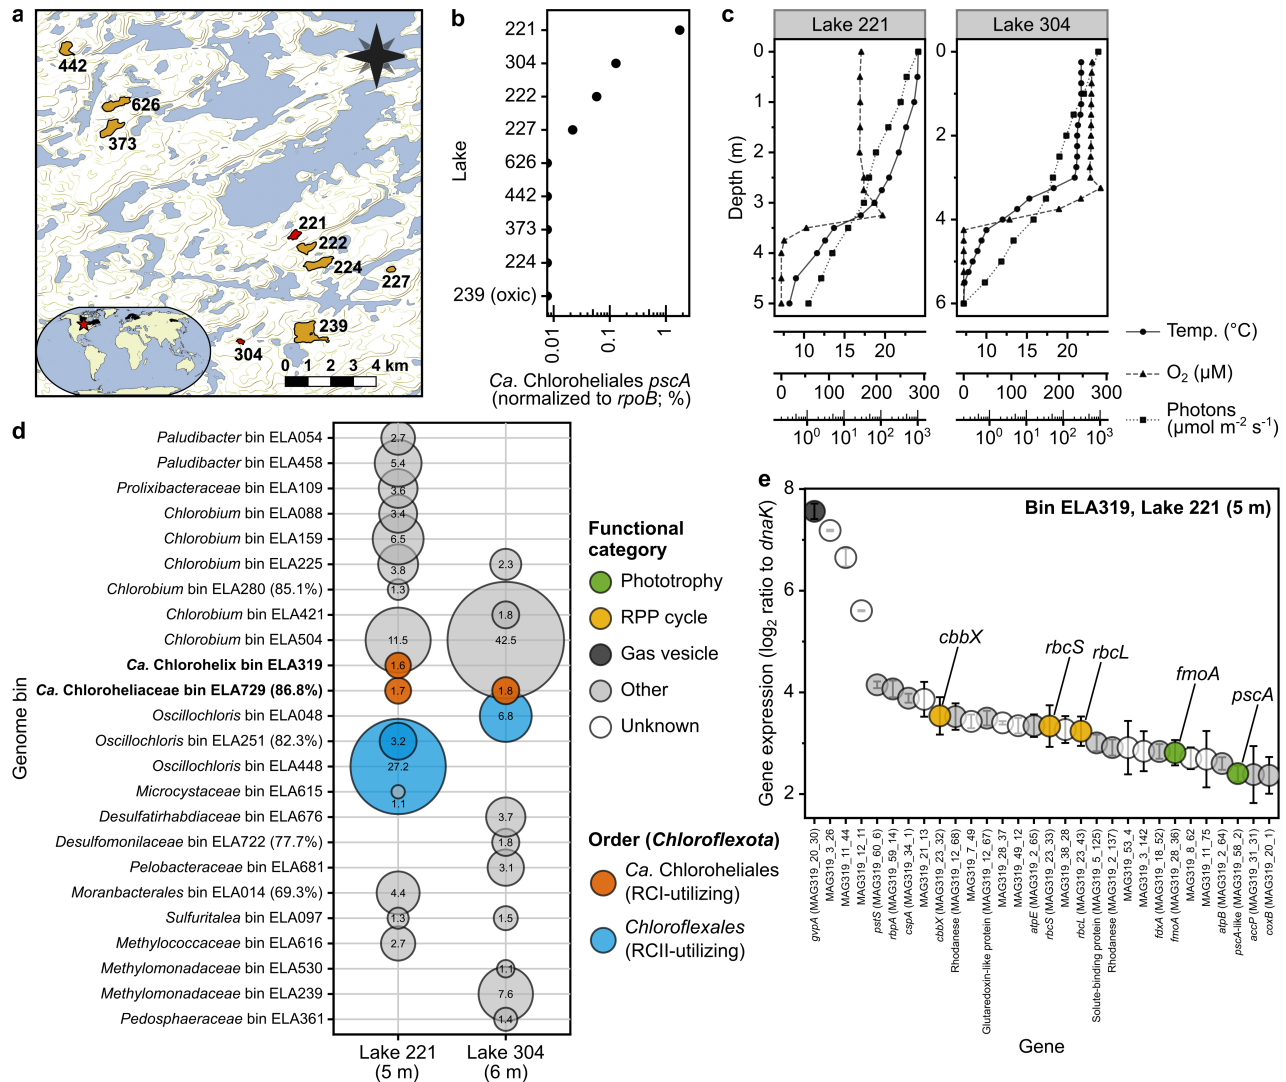 a
442
626
373
221
222
224
227
239
304
0 1 2 3 4 km
b
Lake
221
304
222
227
626
442
373
224
239 (oxic)
0.01
0.1
1
Ca. Chloroheliales pscA
(normalized to rpoB; %)
c
Lake 221
Lake 304
Depth (m)
0
1
2
3
4
5
0
2
4
6
10 15 20
10 15 20
0 100 200 300
0 100 200 300
10⁰ 10¹ 10² 10³
10⁰ 10¹ 10² 10³
Temp. (°C)
O₂ (µM)
Photons
(µmol m⁻² s⁻¹)
d
Genome bin
Paludibacter bin ELA054 2.7
Paludibacter bin ELA458 5.4
Prolixibacteraceae bin ELA109 3.6
Chlorobium bin ELA088 3.4
Chlorobium bin ELA159 6.5
Chlorobium bin ELA225 3.8 2.3
Chlorobium bin ELA280 (85.1%) 1.3
Chlorobium bin ELA421 1.8
Chlorobium bin ELA504 11.5 42.5
Ca. Chlorohelix bin ELA319 1.6
Ca. Chloroheliaceae bin ELA729 (86.8%) 1.7 1.8
Oscillochloris bin ELA048 6.8
Oscillochloris bin ELA251 (82.3%) 3.2
Oscillochloris bin ELA448 27.2
Microcystaceae bin ELA615 1.1
Desulfatirhabdiaceae bin ELA676 3.7
Desulfomonilaceae bin ELA722 (77.7%) 1.8
Pelobacteraceae bin ELA681 3.1
Moranbacterales bin ELA014 (69.3%) 4.4
Sulfuritalea bin ELA097 1.3 1.5
Methylococcaceae bin ELA616 2.7
Methylomonadaceae bin ELA530 1.1
Methylomonadaceae bin ELA239 7.6
Pedosphaeraceae bin ELA361 1.4
Lake 221
(5 m)
Lake 304
(6 m)
Functional
category
Phototrophy
RPP cycle
Gas vesicle
Other
Unknown
Order (Chloroflexota)
Ca. Chloroheliales
(RCI-utilizing)
Chloroflexales
(RCII-utilizing)
e
Bin ELA319, Lake 221 (5 m)
Gene expression (log₂ ratio to dnaK)
8
6
4
2
cbbX
rbcS
rbcL
fmoA
pscA
gvpA (MAG319_20_30)
MAG319_3_26
MAG319_11_44
MAG319_12_11
pstS (MAG319_60_6)
rbpA (MAG319_59_14)
cspA (MAG319_34_1)
MAG319_21_13
cbbX (MAG319_23_32)
Rhodanese (MAG319_12_68)
MAG319_7_49
Glutaredoxin-like protein (MAG319_12_67)
MAG319_28_37
MAG319_49_12
atpE (MAG319_2_65)
rbcS (MAG319_23_33)
MAG319_38_28
rbcL (MAG319_23_43)
Solute-binding protein (MAG319_5_125)
Rhodanese (MAG319_2_137)
MAG319_53_4
MAG319_3_142
fdxA (MAG319_18_52)
fmoA (MAG319_28_36)
MAG319_8_62
MAG319_11_75
atpB (MAG319_2_64)
pscA-like (MAG319_58_2)
accP (MAG319_31_31)
coxB (MAG319_20_1)
Gene